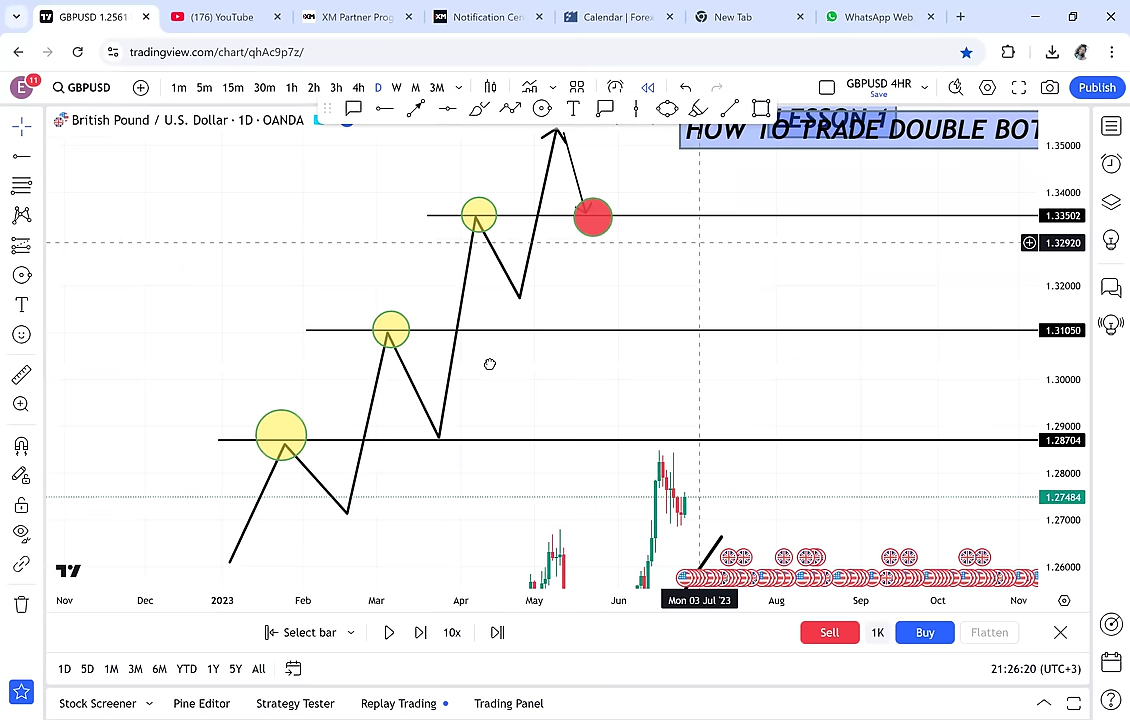 GBPUSD 1.2561
(176) YouTube
XM XM Partner Prog
XM Notification Cen
Calendar | Forex
New Tab
WhatsApp Web
tradingview.com/chart/qhAc9p7z/
E 11 GBPUSD 1m 5m 15m 30m 1h 2h 3h 4h D W M 3M GBPUSD 4HR Save Publish
British Pound / U.S. Dollar · 1D · OANDA
LESSON 1
HOW TO TRADE DOUBLE BOT
1.35000
1.34000
1.33502
1.32920
1.32000
1.31050
1.30000
1.29000
1.28704
1.28000
1.27484
1.27000
1.26000
Nov Dec 2023 Feb Mar Apr May Jun Mon 03 Jul '23 Aug Sep Oct Nov
Select bar 10x Sell 1K Buy Flatten
1D 5D 1M 3M 6M YTD 1Y 5Y All 21:26:20 (UTC+3)
Stock Screener Pine Editor Strategy Tester Replay Trading Trading Panel